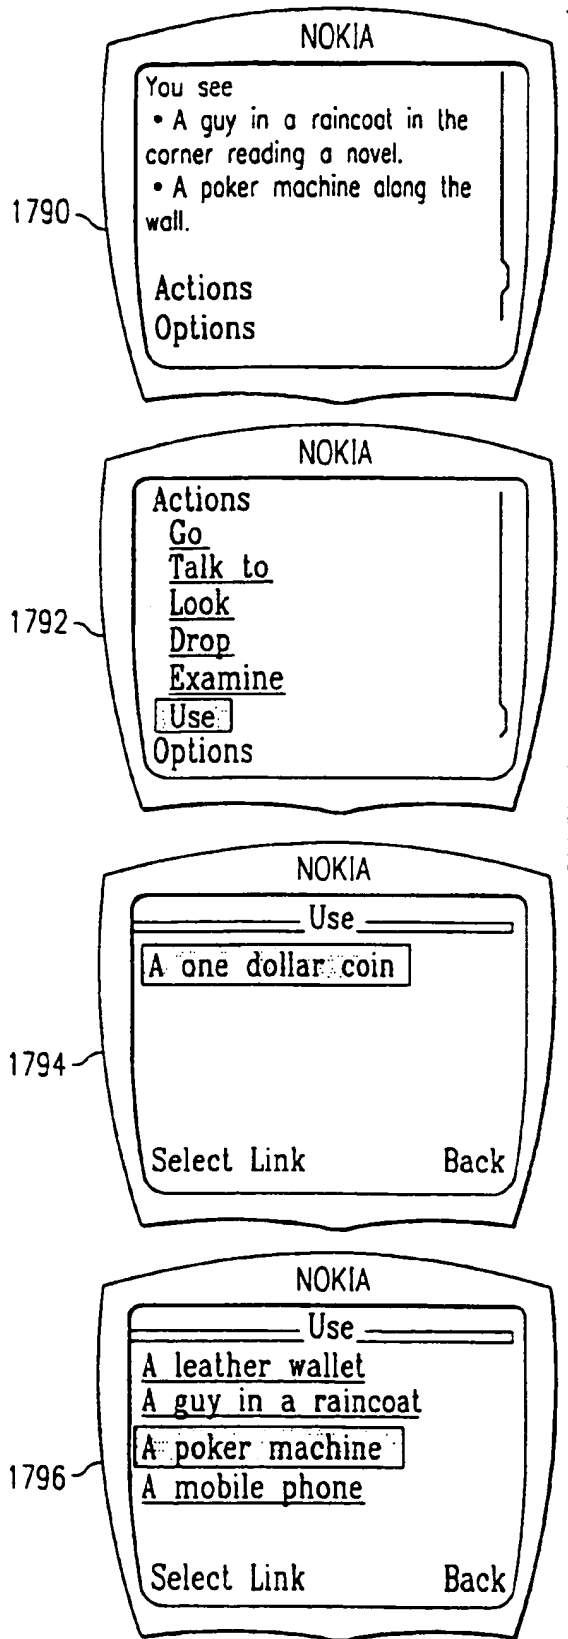 NOKIA
You see
• A guy in a raincoat in the
corner reading a novel.
• A poker machine along the
wall.
1790
Actions
Options
NOKIA
Actions
Go
Talk to
Look
1792
Drop
Examine
Use
Options
NOKIA
Use
A one dollar coin
1794
Select Link Back
NOKIA
Use
A leather wallet
A guy in a raincoat
A poker machine
1796
A mobile phone
Select Link Back